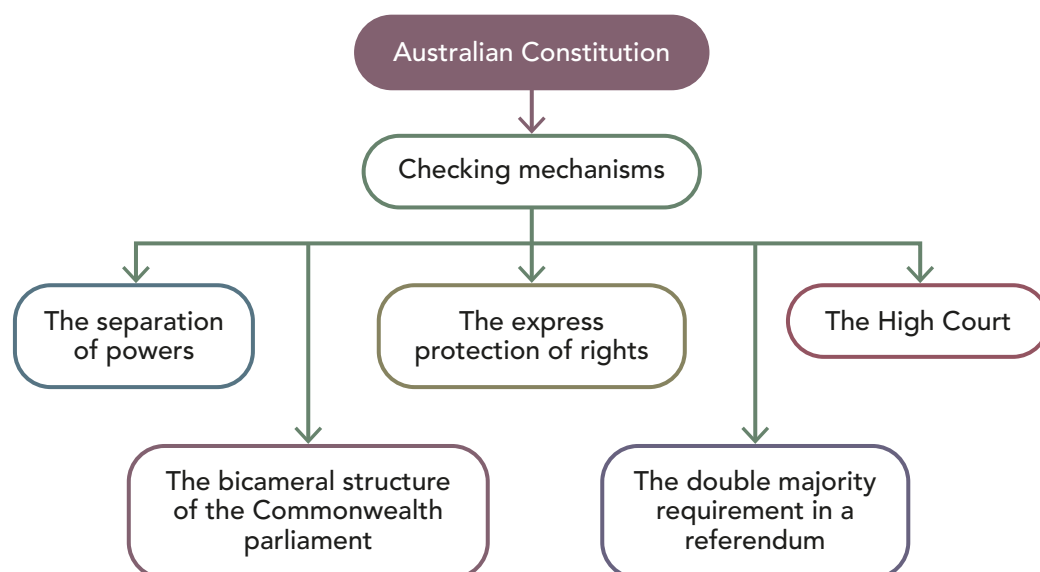 Australian Constitution
Checking mechanisms
The separation
of powers
The express
protection of rights
The High Court
The bicameral structure
of the Commonwealth
parliament
The double majority
requirement in a
referendum